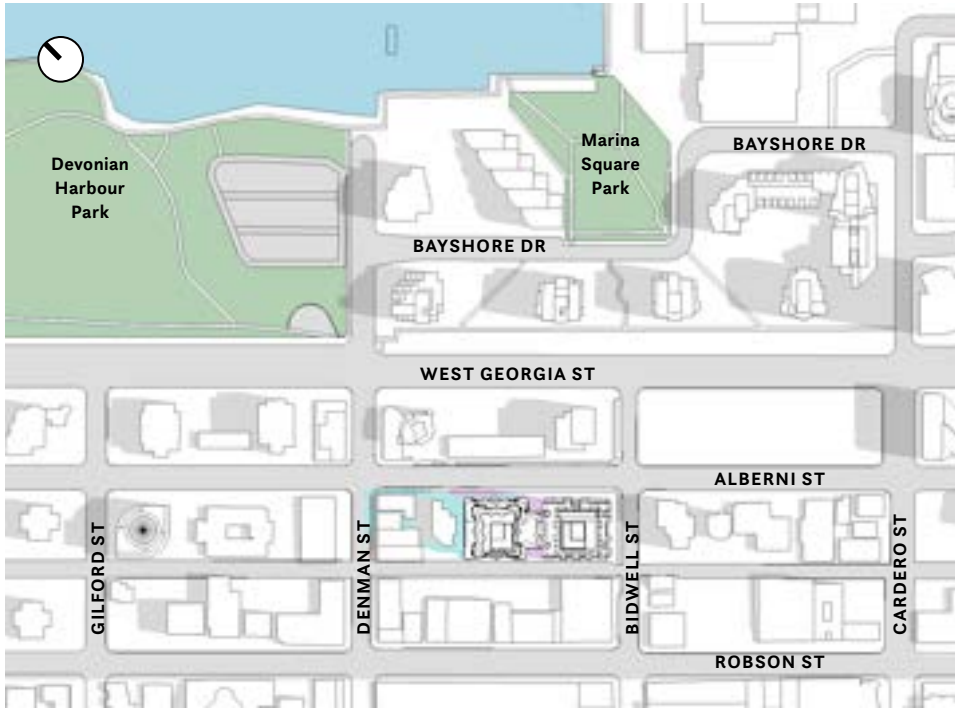 Devonian
Harbour
Park
Marina
Square
Park
BAYSHORE DR
BAYSHORE DR
WEST GEORGIA ST
ALBERNI ST
GILFORD ST
DENMAN ST
BIDWELL ST
CARDERO ST
ROBSON ST